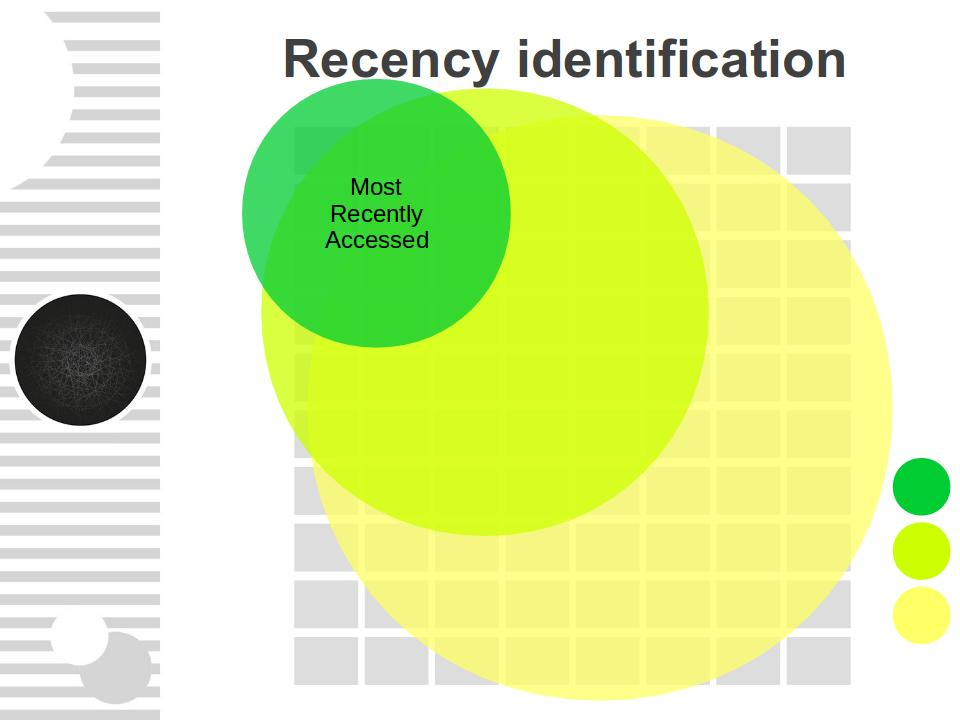 Recency identification
Most
Recently
Accessed